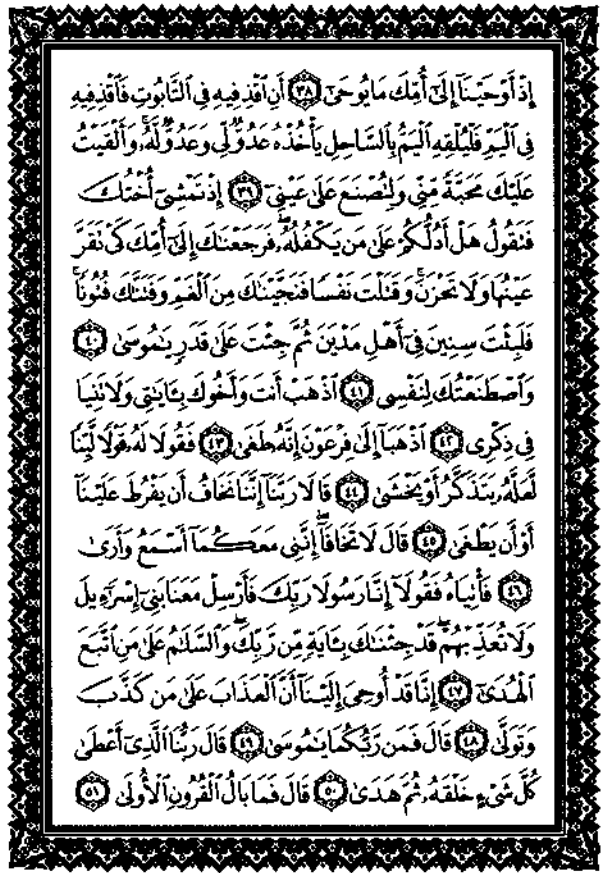 إِذْ أَوْحَيْنَآ إِلَىٰٓ أُمِّكَ مَا يُوحَىٰٓ ٣٨ أَنِ ٱقْذِفِيهِ فِى ٱلتَّابُوتِ فَٱقْذِفِيهِ
فِى ٱلْيَمِّ فَلْيُلْقِهِ ٱلْيَمُّ بِٱلسَّاحِلِ يَأْخُذْهُ عَدُوٌّ لِّى وَعَدُوٌّ لَّهُۥ ۚ وَأَلْقَيْتُ
عَلَيْكَ مَحَبَّةً مِّنِّى وَلِتُصْنَعَ عَلَىٰ عَيْنِىٓ ٣٩ إِذْ تَمْشِىٓ أُخْتُكَ
فَتَقُولُ هَلْ أَدُلُّكُمْ عَلَىٰ مَن يَكْفُلُهُۥ ۖ فَرَجَعْنَٰكَ إِلَىٰٓ أُمِّكَ كَىْ تَقَرَّ
عَيْنُهَا وَلَا تَحْزَنَ ۚ وَقَتَلْتَ نَفْسًا فَنَجَّيْنَٰكَ مِنَ ٱلْغَمِّ وَفَتَنَّٰكَ فُتُونًا ۚ
فَلَبِثْتَ سِنِينَ فِىٓ أَهْلِ مَدْيَنَ ثُمَّ جِئْتَ عَلَىٰ قَدَرٍ يَٰمُوسَىٰ ٤٠
وَٱصْطَنَعْتُكَ لِنَفْسِى ٤١ ٱذْهَبْ أَنتَ وَأَخُوكَ بِـَٔايَٰتِى وَلَا تَنِيَا
فِى ذِكْرِى ٤٢ ٱذْهَبَآ إِلَىٰ فِرْعَوْنَ إِنَّهُۥ طَغَىٰ ٤٣ فَقُولَا لَهُۥ قَوْلًا لَّيِّنًا
لَّعَلَّهُۥ يَتَذَكَّرُ أَوْ يَخْشَىٰ ٤٤ قَالَا رَبَّنَآ إِنَّنَا نَخَافُ أَن يَفْرُطَ عَلَيْنَآ
أَوْ أَن يَطْغَىٰ ٤٥ قَالَ لَا تَخَافَآ ۖ إِنَّنِى مَعَكُمَآ أَسْمَعُ وَأَرَىٰ
٤٦ فَأْتِيَاهُ فَقُولَآ إِنَّا رَسُولَا رَبِّكَ فَأَرْسِلْ مَعَنَا بَنِىٓ إِسْرَٰٓءِيلَ
وَلَا تُعَذِّبْهُمْ ۖ قَدْ جِئْنَٰكَ بِـَٔايَةٍ مِّن رَّبِّكَ ۖ وَٱلسَّلَٰمُ عَلَىٰ مَنِ ٱتَّبَعَ
ٱلْهُدَىٰٓ ٤٧ إِنَّا قَدْ أُوحِىَ إِلَيْنَآ أَنَّ ٱلْعَذَابَ عَلَىٰ مَن كَذَّبَ
وَتَوَلَّىٰ ٤٨ قَالَ فَمَن رَّبُّكُمَا يَٰمُوسَىٰ ٤٩ قَالَ رَبُّنَا ٱلَّذِىٓ أَعْطَىٰ
كُلَّ شَىْءٍ خَلْقَهُۥ ثُمَّ هَدَىٰ ٥٠ قَالَ فَمَا بَالُ ٱلْقُرُونِ ٱلْأُولَىٰ ٥١